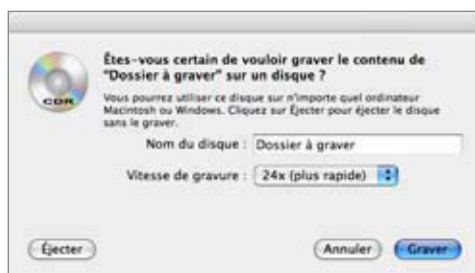 Êtes-vous certain de vouloir graver le contenu de
"Dossier à graver" sur un disque ?
Vous pourrez utiliser ce disque sur n'importe quel ordinateur
Macintosh ou Windows. Cliquez sur Éjecter pour éjecter le disque
sans le graver.
CDR
Nom du disque : Dossier à graver
Vitesse de gravure : 24x (plus rapide)
Éjecter Annuler Graver